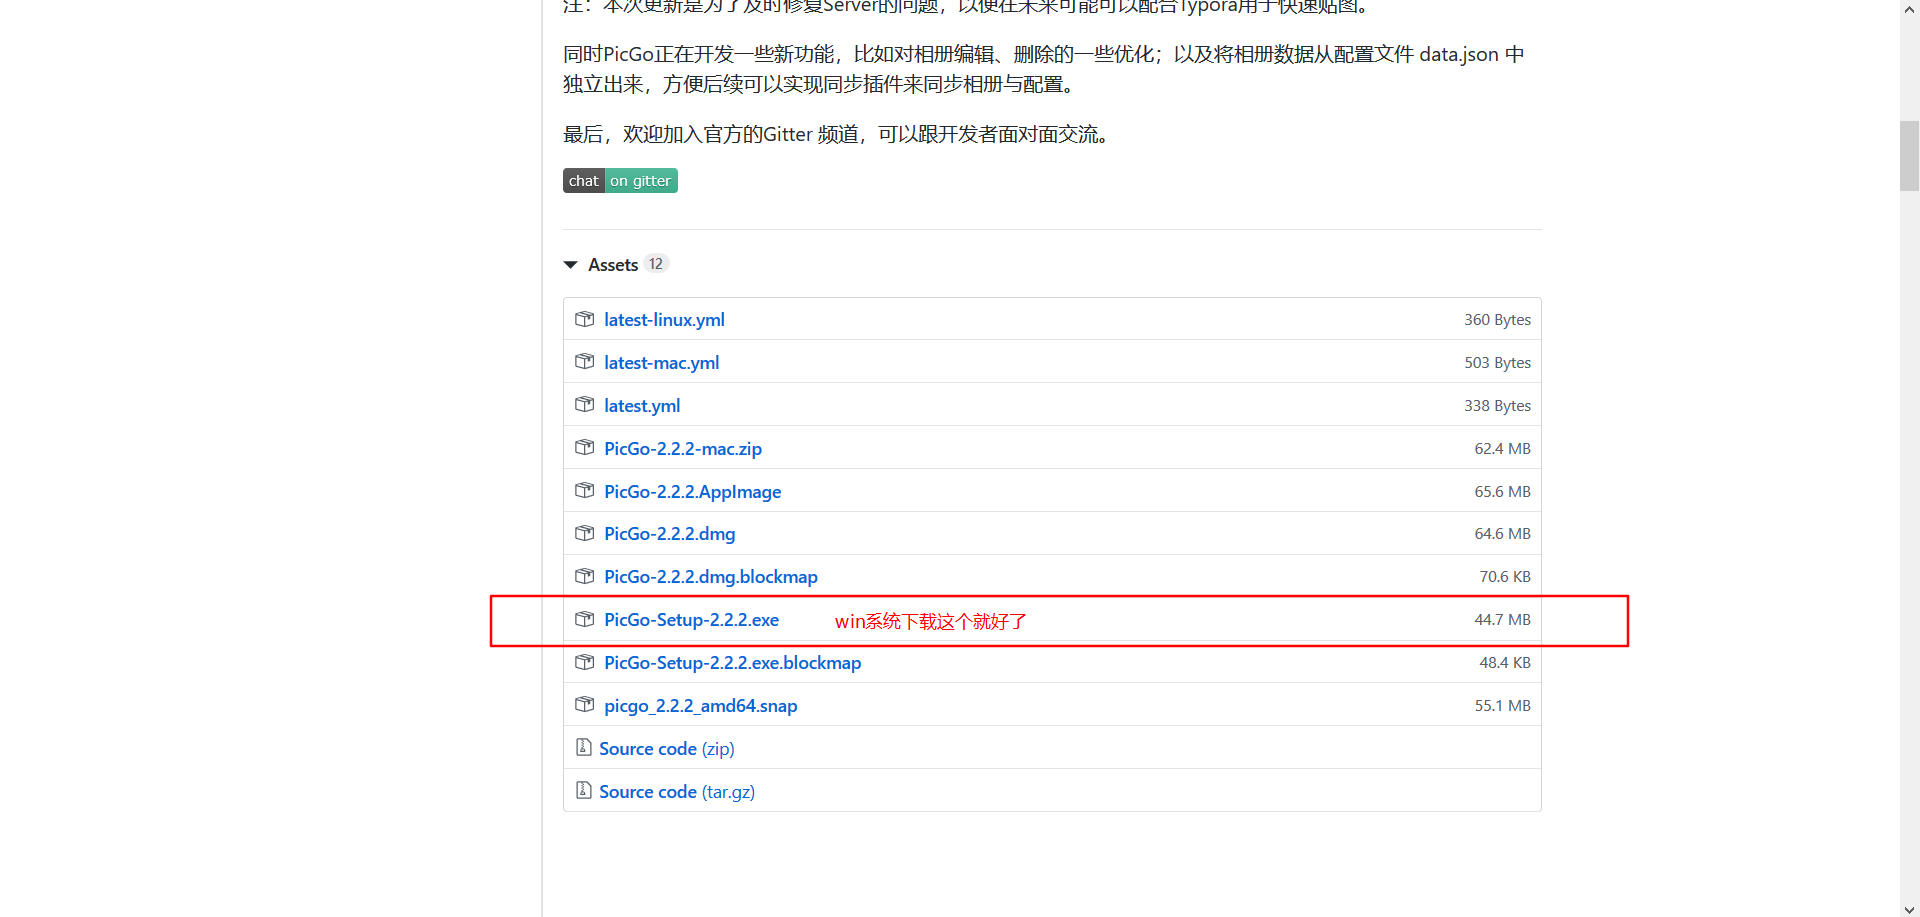 注：本次更新是为了及时修复Server的问题，以便在未来可能可以配合Typora用于快速贴图。
同时PicGo正在开发一些新功能，比如对相册编辑、删除的一些优化；以及将相册数据从配置文件 data.json 中
独立出来，方便后续可以实现同步插件来同步相册与配置。
最后，欢迎加入官方的Gitter 频道，可以跟开发者面对面交流。
chat on gitter
Assets 12
latest-linux.yml 360 Bytes
latest-mac.yml 503 Bytes
latest.yml 338 Bytes
PicGo-2.2.2-mac.zip 62.4 MB
PicGo-2.2.2.AppImage 65.6 MB
PicGo-2.2.2.dmg 64.6 MB
PicGo-2.2.2.dmg.blockmap 70.6 KB
PicGo-Setup-2.2.2.exe win系统下载这个就好了 44.7 MB
PicGo-Setup-2.2.2.exe.blockmap 48.4 KB
picgo_2.2.2_amd64.snap 55.1 MB
Source code (zip)
Source code (tar.gz)